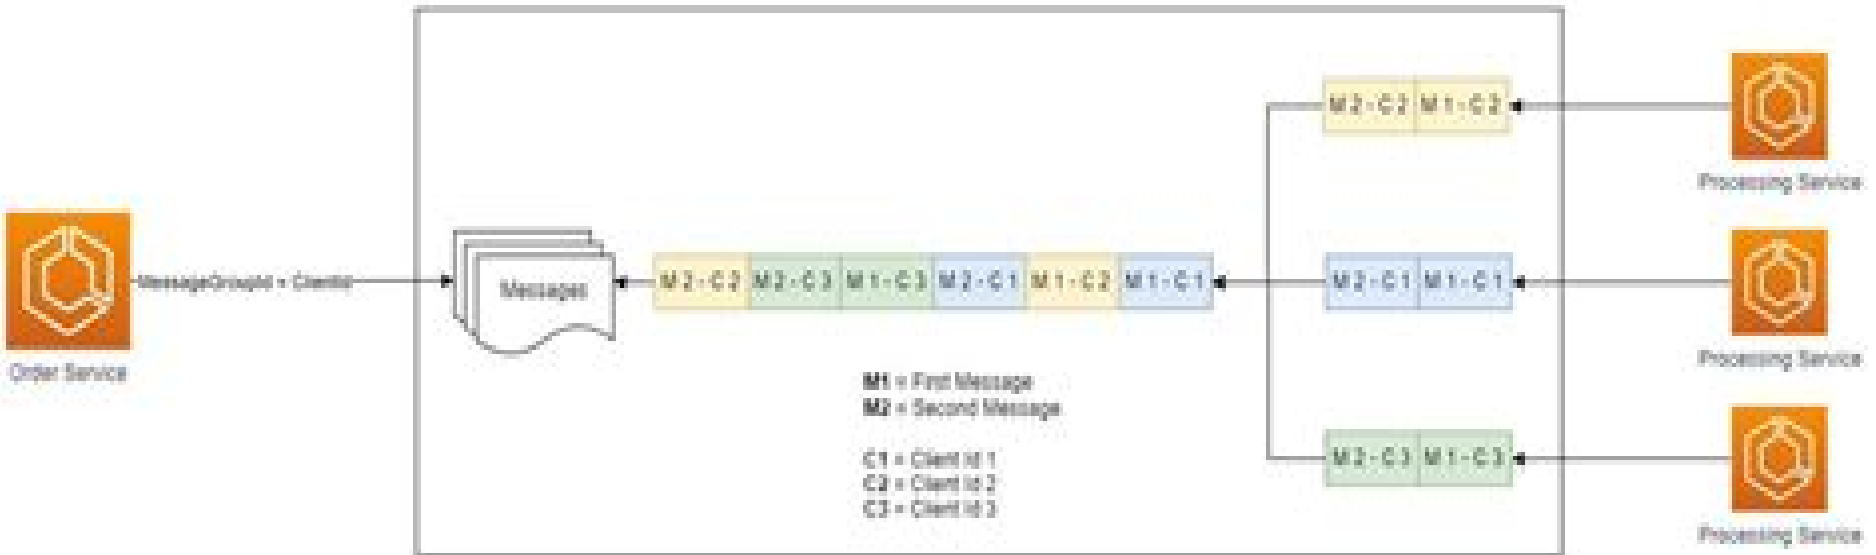 M2-C2 M1-C2
Processing Service
MessageGroupId = ClientId
Messages
M2-C2 M2-C3 M1-C3 M2-C1 M1-C2 M1-C1
M2-C1 M1-C1
Order Service
Processing Service
M1 = First Message
M2 = Second Message
C1 = Client Id 1
C2 = Client Id 2
C3 = Client Id 3
M2-C3 M1-C3
Processing Service